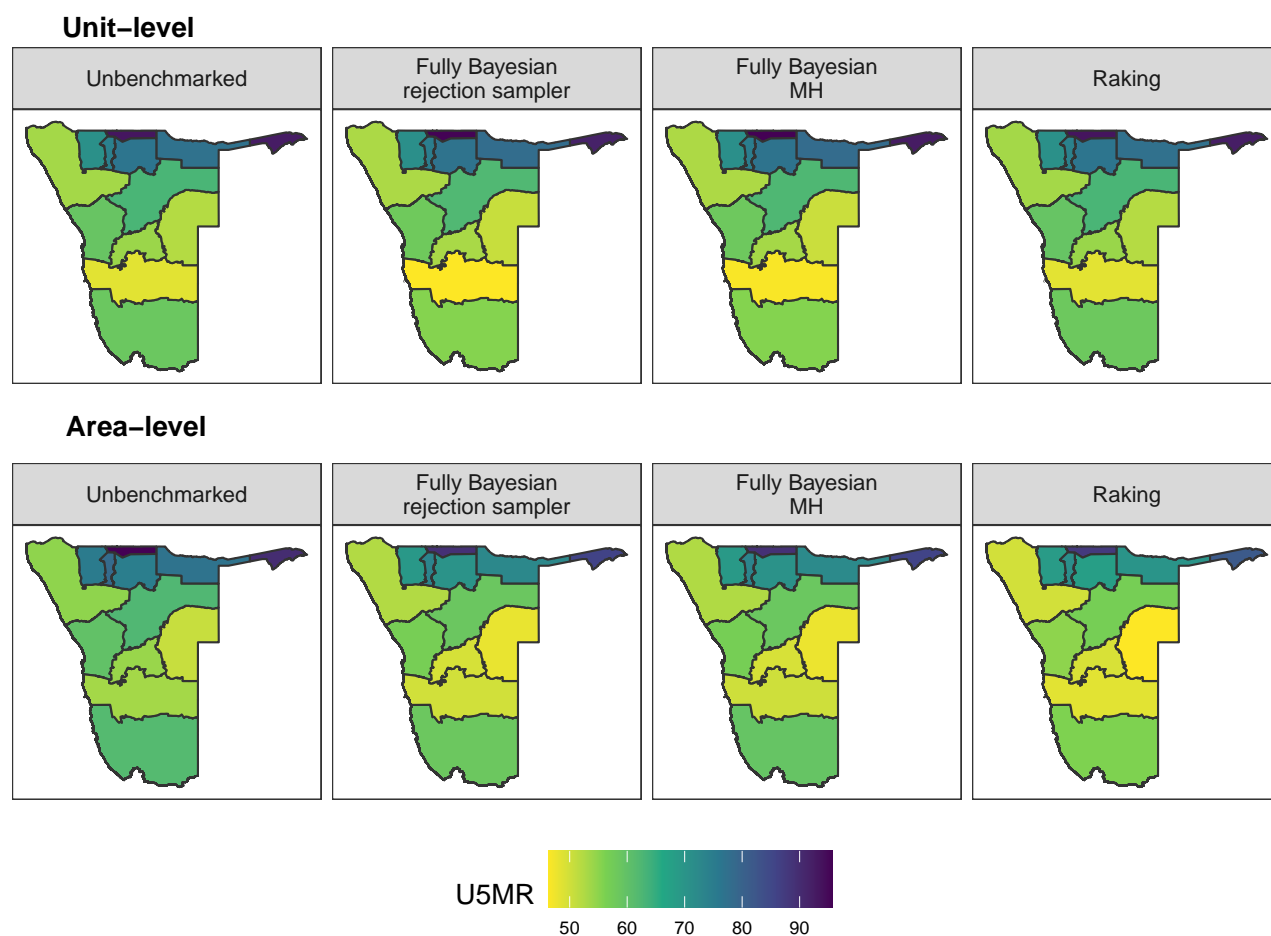 Unit−level
Unbenchmarked
Fully Bayesian
rejection sampler
Fully Bayesian
MH
Raking
Area−level
Unbenchmarked
Fully Bayesian
rejection sampler
Fully Bayesian
MH
Raking
U5MR
50 60 70 80 90